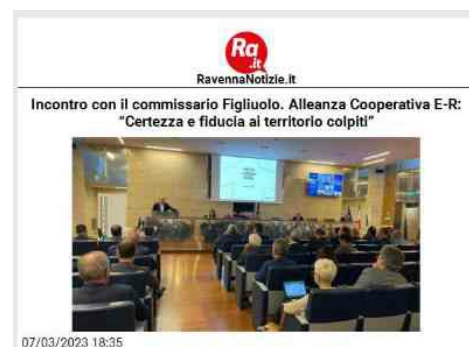 Ra
.it
RavennaNotizie.it
Incontro con il commissario Figliuolo. Alleanza Cooperativa E-R:
“Certezza e fiducia ai territorio colpiti”
07/03/2023 18:35